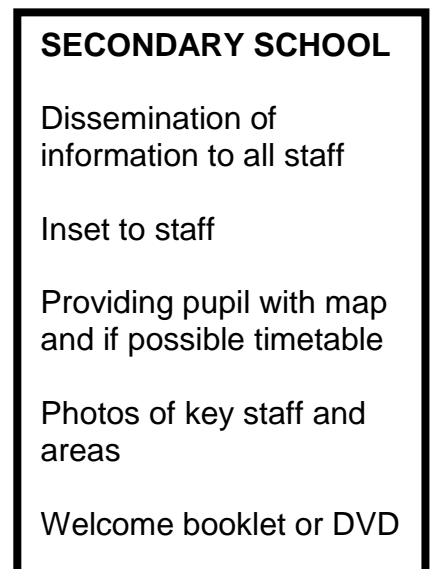 SECONDARY SCHOOL
Dissemination of
information to all staff
Inset to staff
Providing pupil with map
and if possible timetable
Photos of key staff and
areas
Welcome booklet or DVD